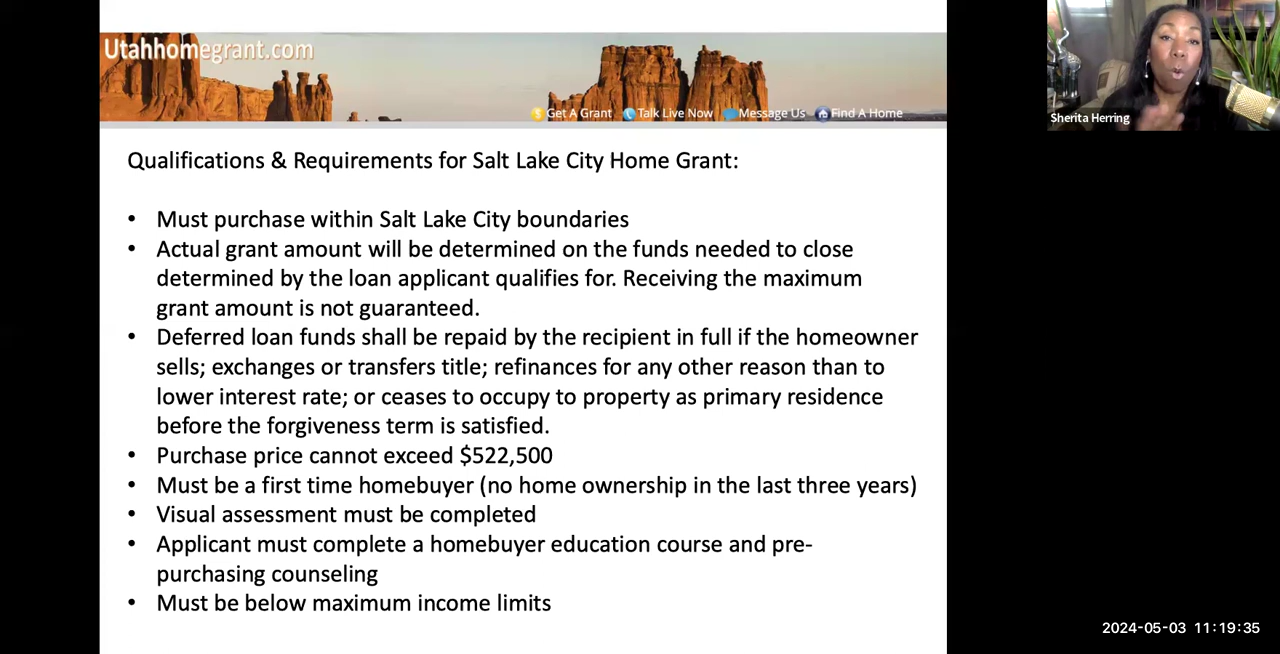 Utahhomegrant.com
Get A Grant Talk Live Now Message Us Find A Home
Sherita Herring
Qualifications & Requirements for Salt Lake City Home Grant:
• Must purchase within Salt Lake City boundaries
• Actual grant amount will be determined on the funds needed to close
determined by the loan applicant qualifies for. Receiving the maximum
grant amount is not guaranteed.
• Deferred loan funds shall be repaid by the recipient in full if the homeowner
sells; exchanges or transfers title; refinances for any other reason than to
lower interest rate; or ceases to occupy to property as primary residence
before the forgiveness term is satisfied.
• Purchase price cannot exceed $522,500
• Must be a first time homebuyer (no home ownership in the last three years)
• Visual assessment must be completed
• Applicant must complete a homebuyer education course and pre-
purchasing counseling
• Must be below maximum income limits
2024-05-03 11:19:35